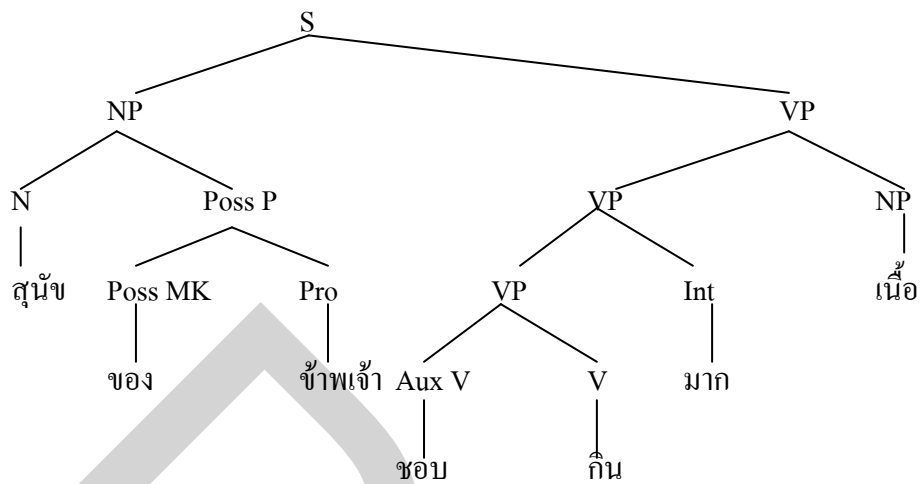 S
NP VP
N Poss P VP NP
สุนัข Poss MK Pro VP Int เนื้อ
ของ ข้าพเจ้า Aux V V มาก
ชอบ กิน